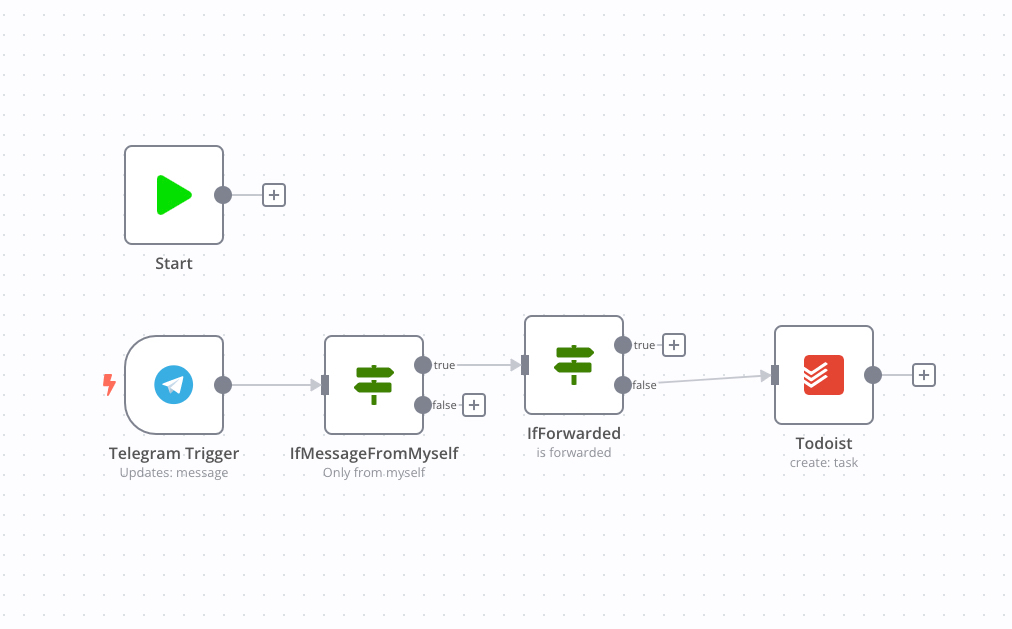 Start
true
false
true
false
Telegram Trigger
Updates: message
IfMessageFromMyself
Only from myself
IfForwarded
is forwarded
Todoist
create: task